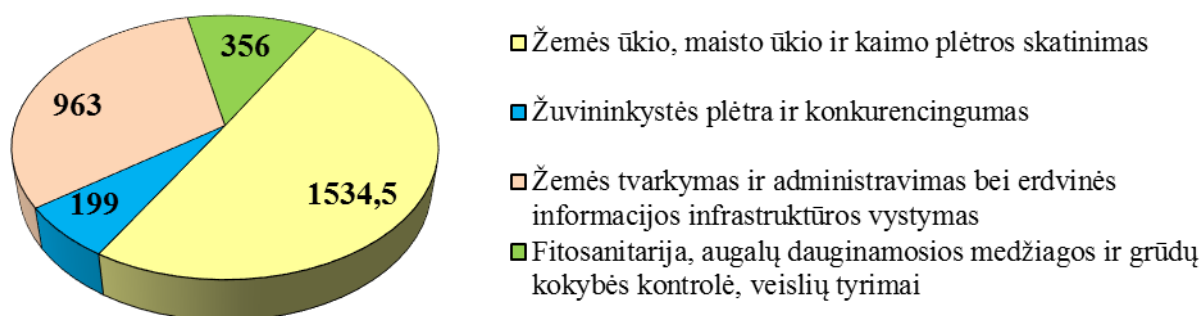 356
963
199
1534,5
Žemės ūkio, maisto ūkio ir kaimo plėtros skatinimas
Žuvininkystės plėtra ir konkurencingumas
Žemės tvarkymas ir administravimas bei erdvinės
informacijos infrastruktūros vystymas
Fitosanitarija, augalų dauginamosios medžiagos ir grūdų
kokybės kontrolė, veislių tyrimai